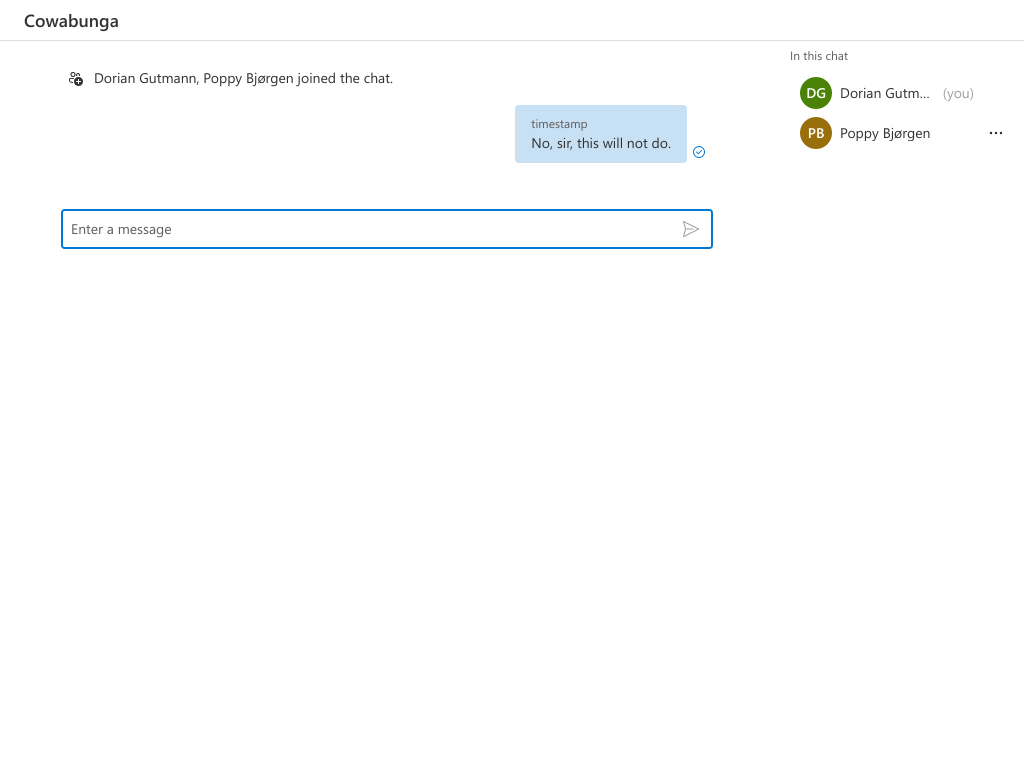 Cowabunga
Dorian Gutmann, Poppy Bjørgen joined the chat.
timestamp
No, sir, this will not do.
Enter a message
In this chat
DG Dorian Gutm... (you)
PB Poppy Bjørgen